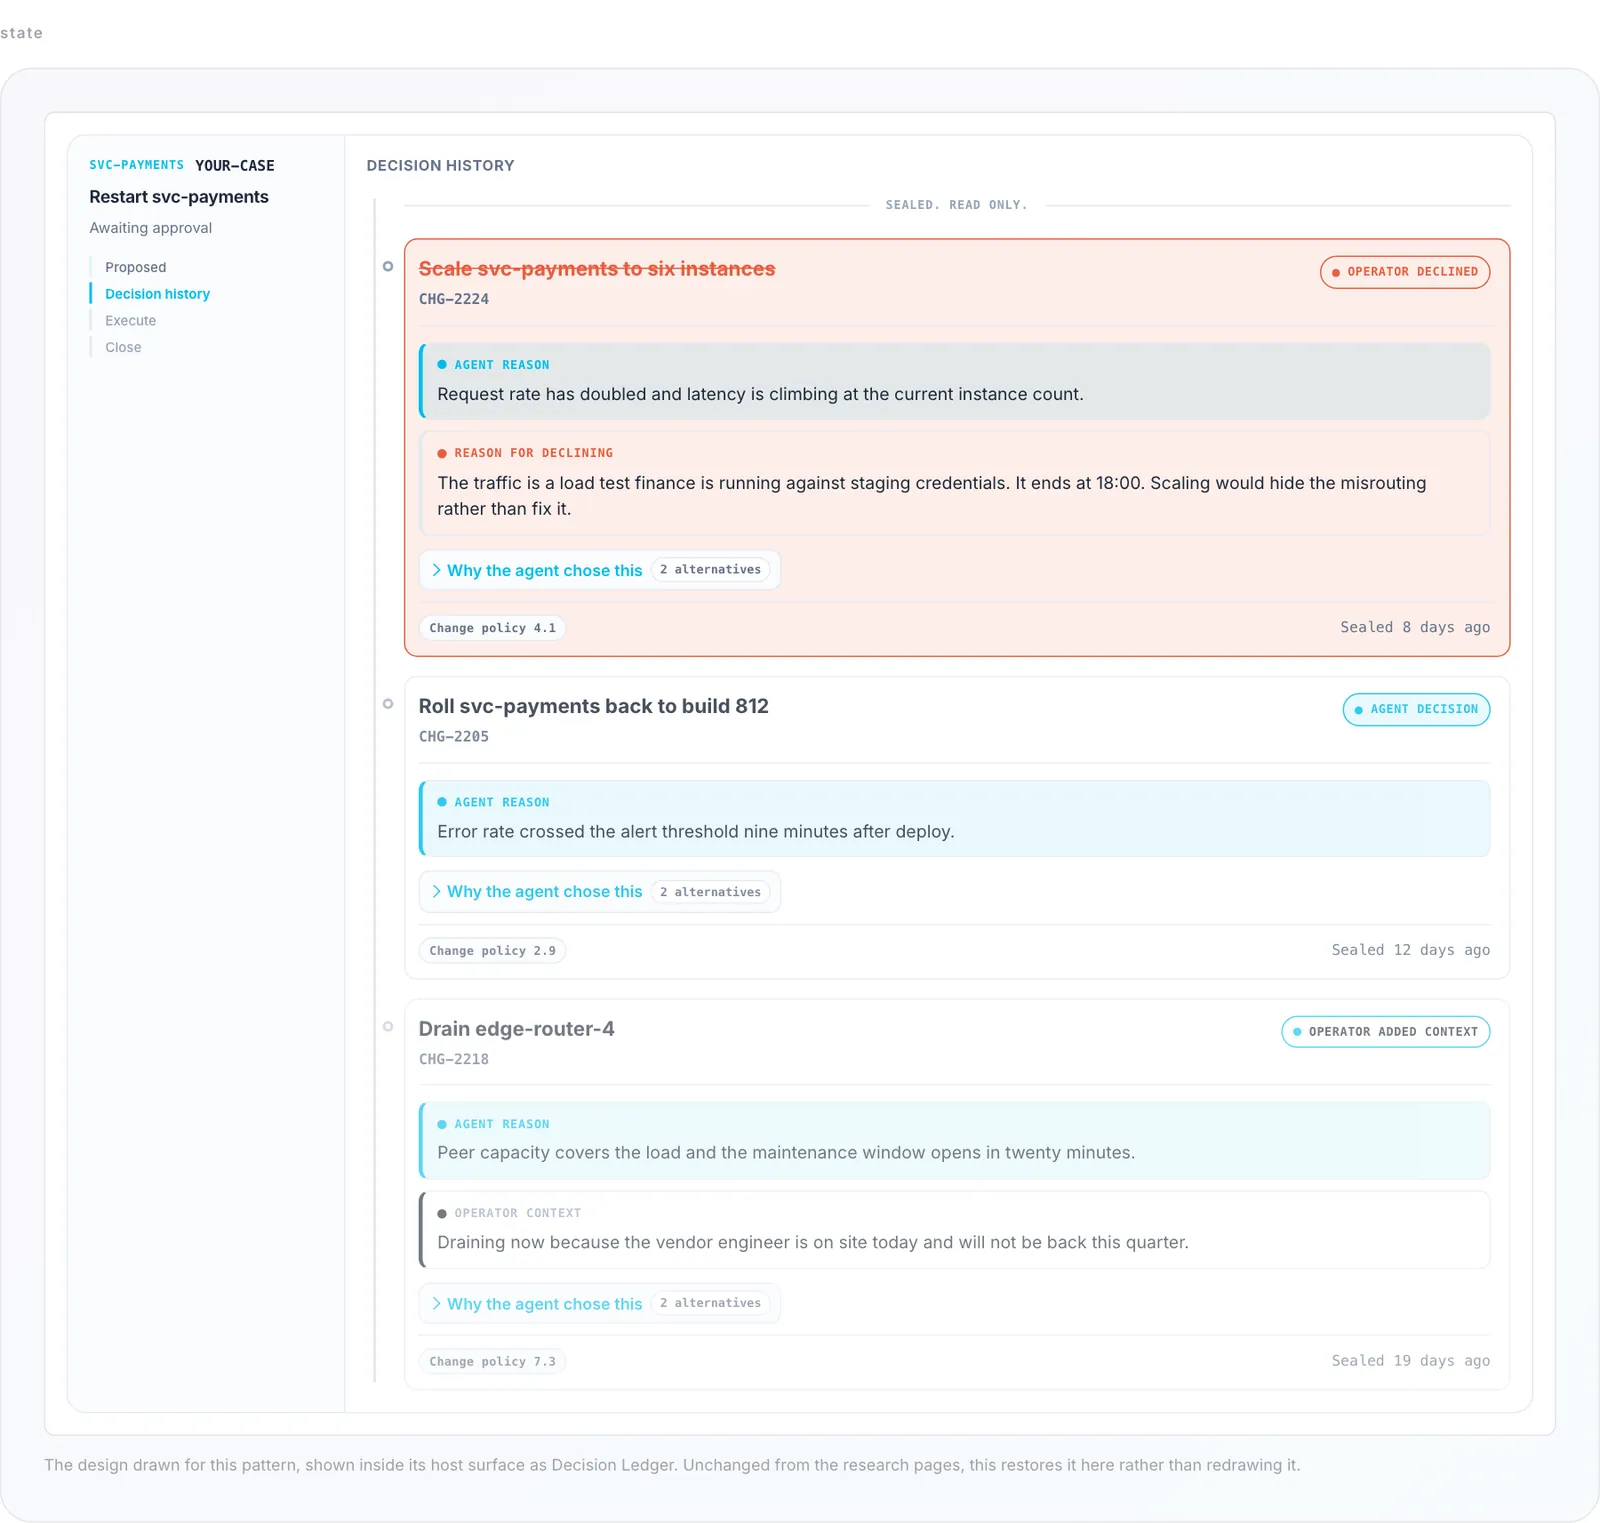 state
SVC-PAYMENTS YOUR-CASE
Restart svc-payments
Awaiting approval
Proposed
Decision history
Execute
Close
DECISION HISTORY
SEALED. READ ONLY.
Scale svc-payments to six instances
OPERATOR DECLINED
CHG-2224
AGENT REASON
Request rate has doubled and latency is climbing at the current instance count.
REASON FOR DECLINING
The traffic is a load test finance is running against staging credentials. It ends at 18:00. Scaling would hide the misrouting
rather than fix it.
Why the agent chose this 2 alternatives
Change policy 4.1
Sealed 8 days ago
Roll svc-payments back to build 812
AGENT DECISION
CHG-2205
AGENT REASON
Error rate crossed the alert threshold nine minutes after deploy.
Why the agent chose this 2 alternatives
Change policy 2.9
Sealed 12 days ago
Drain edge-router-4
OPERATOR ADDED CONTEXT
CHG-2218
AGENT REASON
Peer capacity covers the load and the maintenance window opens in twenty minutes.
OPERATOR CONTEXT
Draining now because the vendor engineer is on site today and will not be back this quarter.
Why the agent chose this 2 alternatives
Change policy 7.3
Sealed 19 days ago
The design drawn for this pattern, shown inside its host surface as Decision Ledger. Unchanged from the research pages, this restores it here rather than redrawing it.